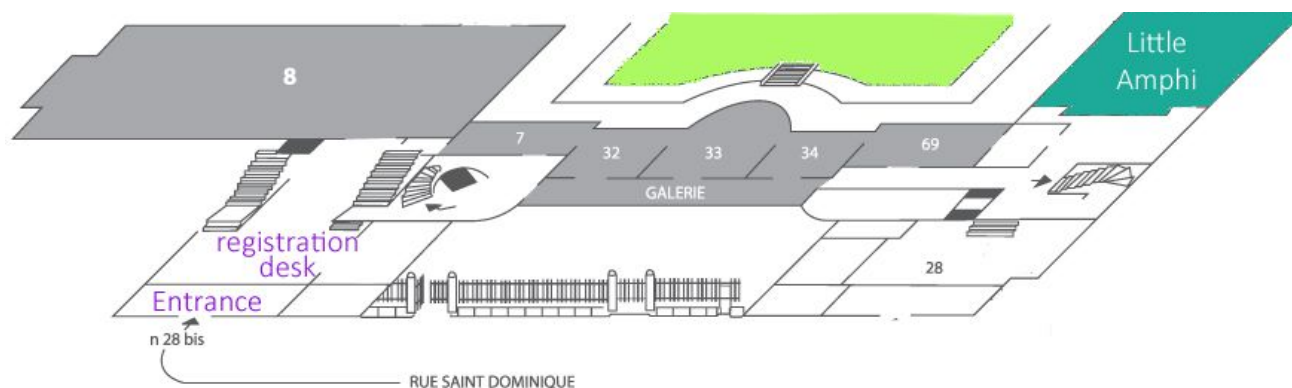 8
Little
Amphi
7
32
33
34
69
GALERIE
registration
desk
28
Entrance
n 28 bis
RUE SAINT DOMINIQUE